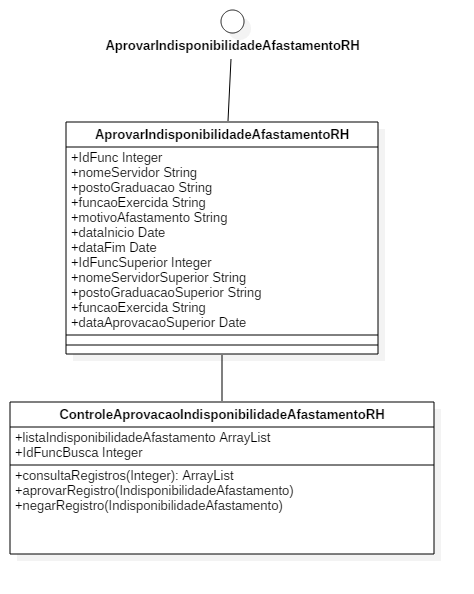 AprovarIndisponibilidadeAfastamentoRH
AprovarIndisponibilidadeAfastamentoRH
+IdFunc Integer
+nomeServidor String
+postoGraduacao String
+funcaoExercida String
+motivoAfastamento String
+dataInicio Date
+dataFim Date
+IdFuncSuperior Integer
+nomeServidorSuperior String
+postoGraduacaoSuperior String
+funcaoExercida String
+dataAprovacaoSuperior Date
ControleAprovacaoIndisponibilidadeAfastamentoRH
+listaIndisponibilidadeAfastamento ArrayList
+IdFuncBusca Integer
+consultaRegistros(Integer): ArrayList
+aprovarRegistro(IndisponibilidadeAfastamento)
+negarRegistro(IndisponibilidadeAfastamento)